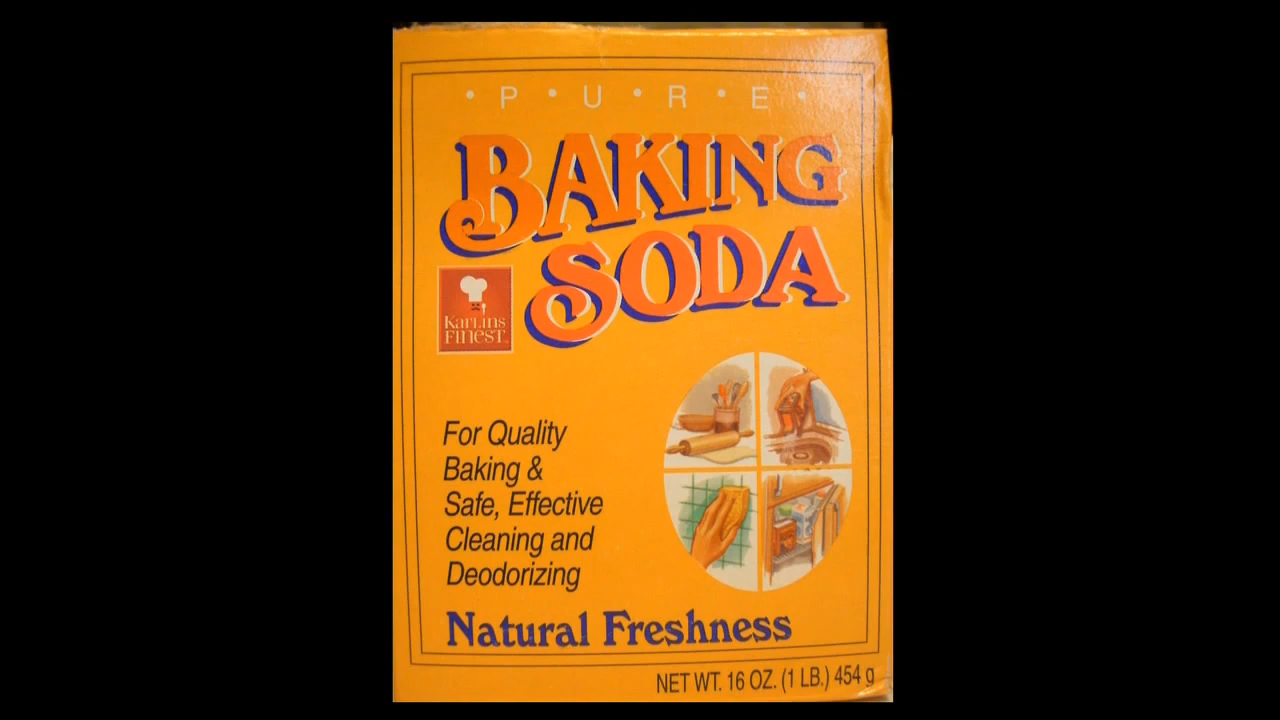 • P • U • R • E •
BAKING
SODA
KARLINS
FINEST
For Quality
Baking &
Safe, Effective
Cleaning and
Deodorizing
Natural Freshness
NET WT. 16 OZ. (1 LB.) 454 g